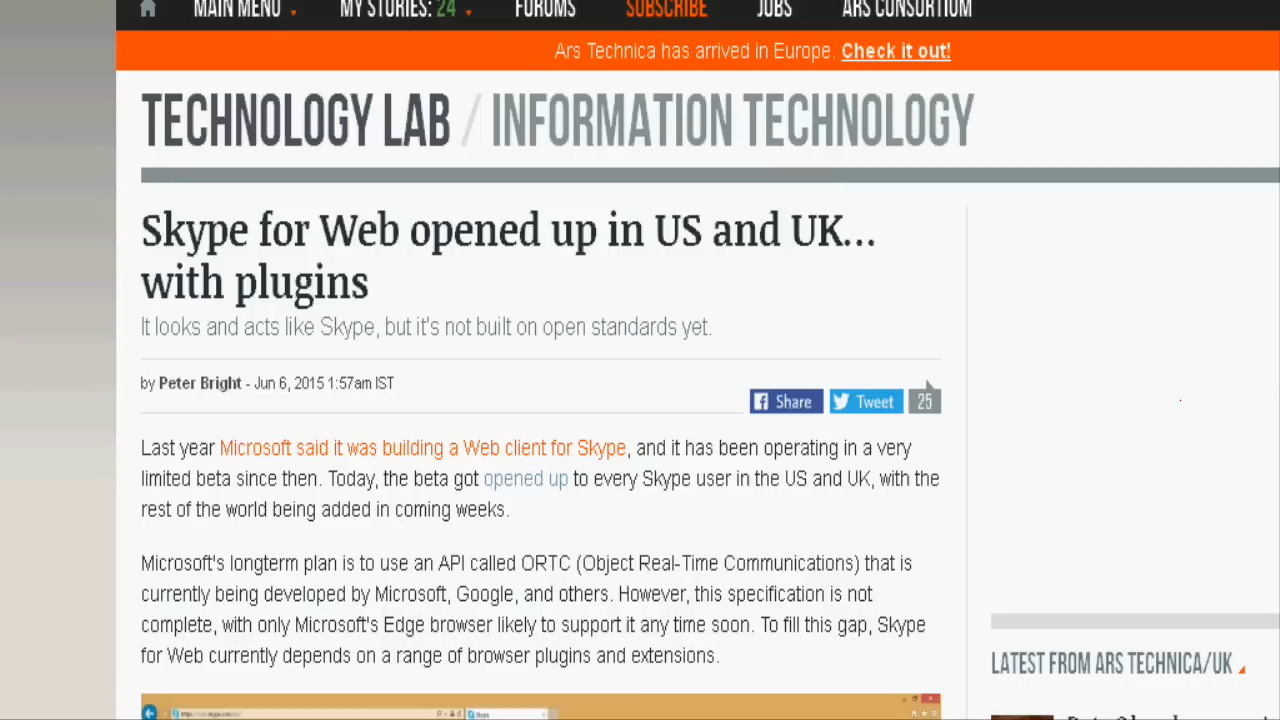 MAIN MENU MY STORIES: 24 FORUMS SUBSCRIBE JOBS ARS CONSORTIUM
Ars Technica has arrived in Europe. Check it out!
TECHNOLOGY LAB / INFORMATION TECHNOLOGY
Skype for Web opened up in US and UK...
with plugins
It looks and acts like Skype, but it's not built on open standards yet.
by Peter Bright - Jun 6, 2015 1:57am IST
Share Tweet 25
Last year Microsoft said it was building a Web client for Skype, and it has been operating in a very
limited beta since then. Today, the beta got opened up to every Skype user in the US and UK, with the
rest of the world being added in coming weeks.
Microsoft's longterm plan is to use an API called ORTC (Object Real-Time Communications) that is
currently being developed by Microsoft, Google, and others. However, this specification is not
complete, with only Microsoft's Edge browser likely to support it any time soon. To fill this gap, Skype
for Web currently depends on a range of browser plugins and extensions.
LATEST FROM ARS TECHNICA/UK
Skype